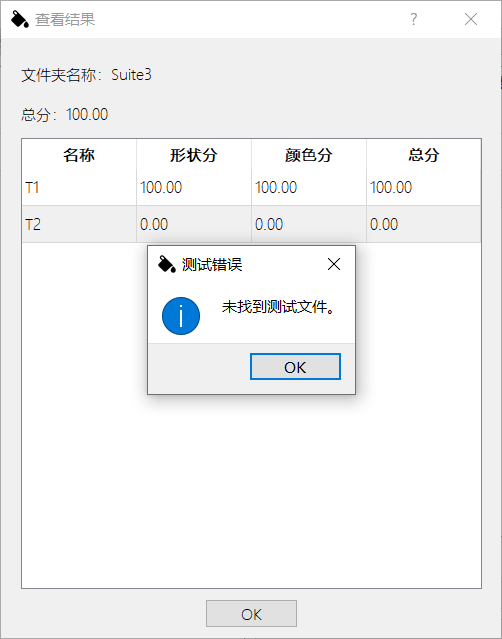 查看结果
文件夹名称：Suite3
总分：100.00
名称 形状分 颜色分 总分
T1 100.00 100.00 100.00
T2 0.00 0.00 0.00
测试错误
未找到测试文件。
OK
OK